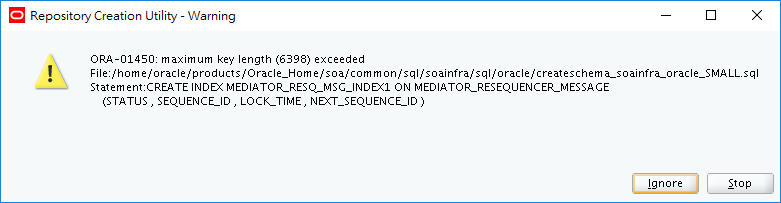 Repository Creation Utility - Warning
ORA-01450: maximum key length (6398) exceeded
File:/home/oracle/products/Oracle_Home/soa/common/sql/soainfra/sql/oracle/createschema_soainfra_oracle_SMALL.sql
Statement:CREATE INDEX MEDIATOR_RESQ_MSG_INDEX1 ON MEDIATOR_RESEQUENCER_MESSAGE
(STATUS , SEQUENCE_ID , LOCK_TIME , NEXT_SEQUENCE_ID )
Ignore Stop